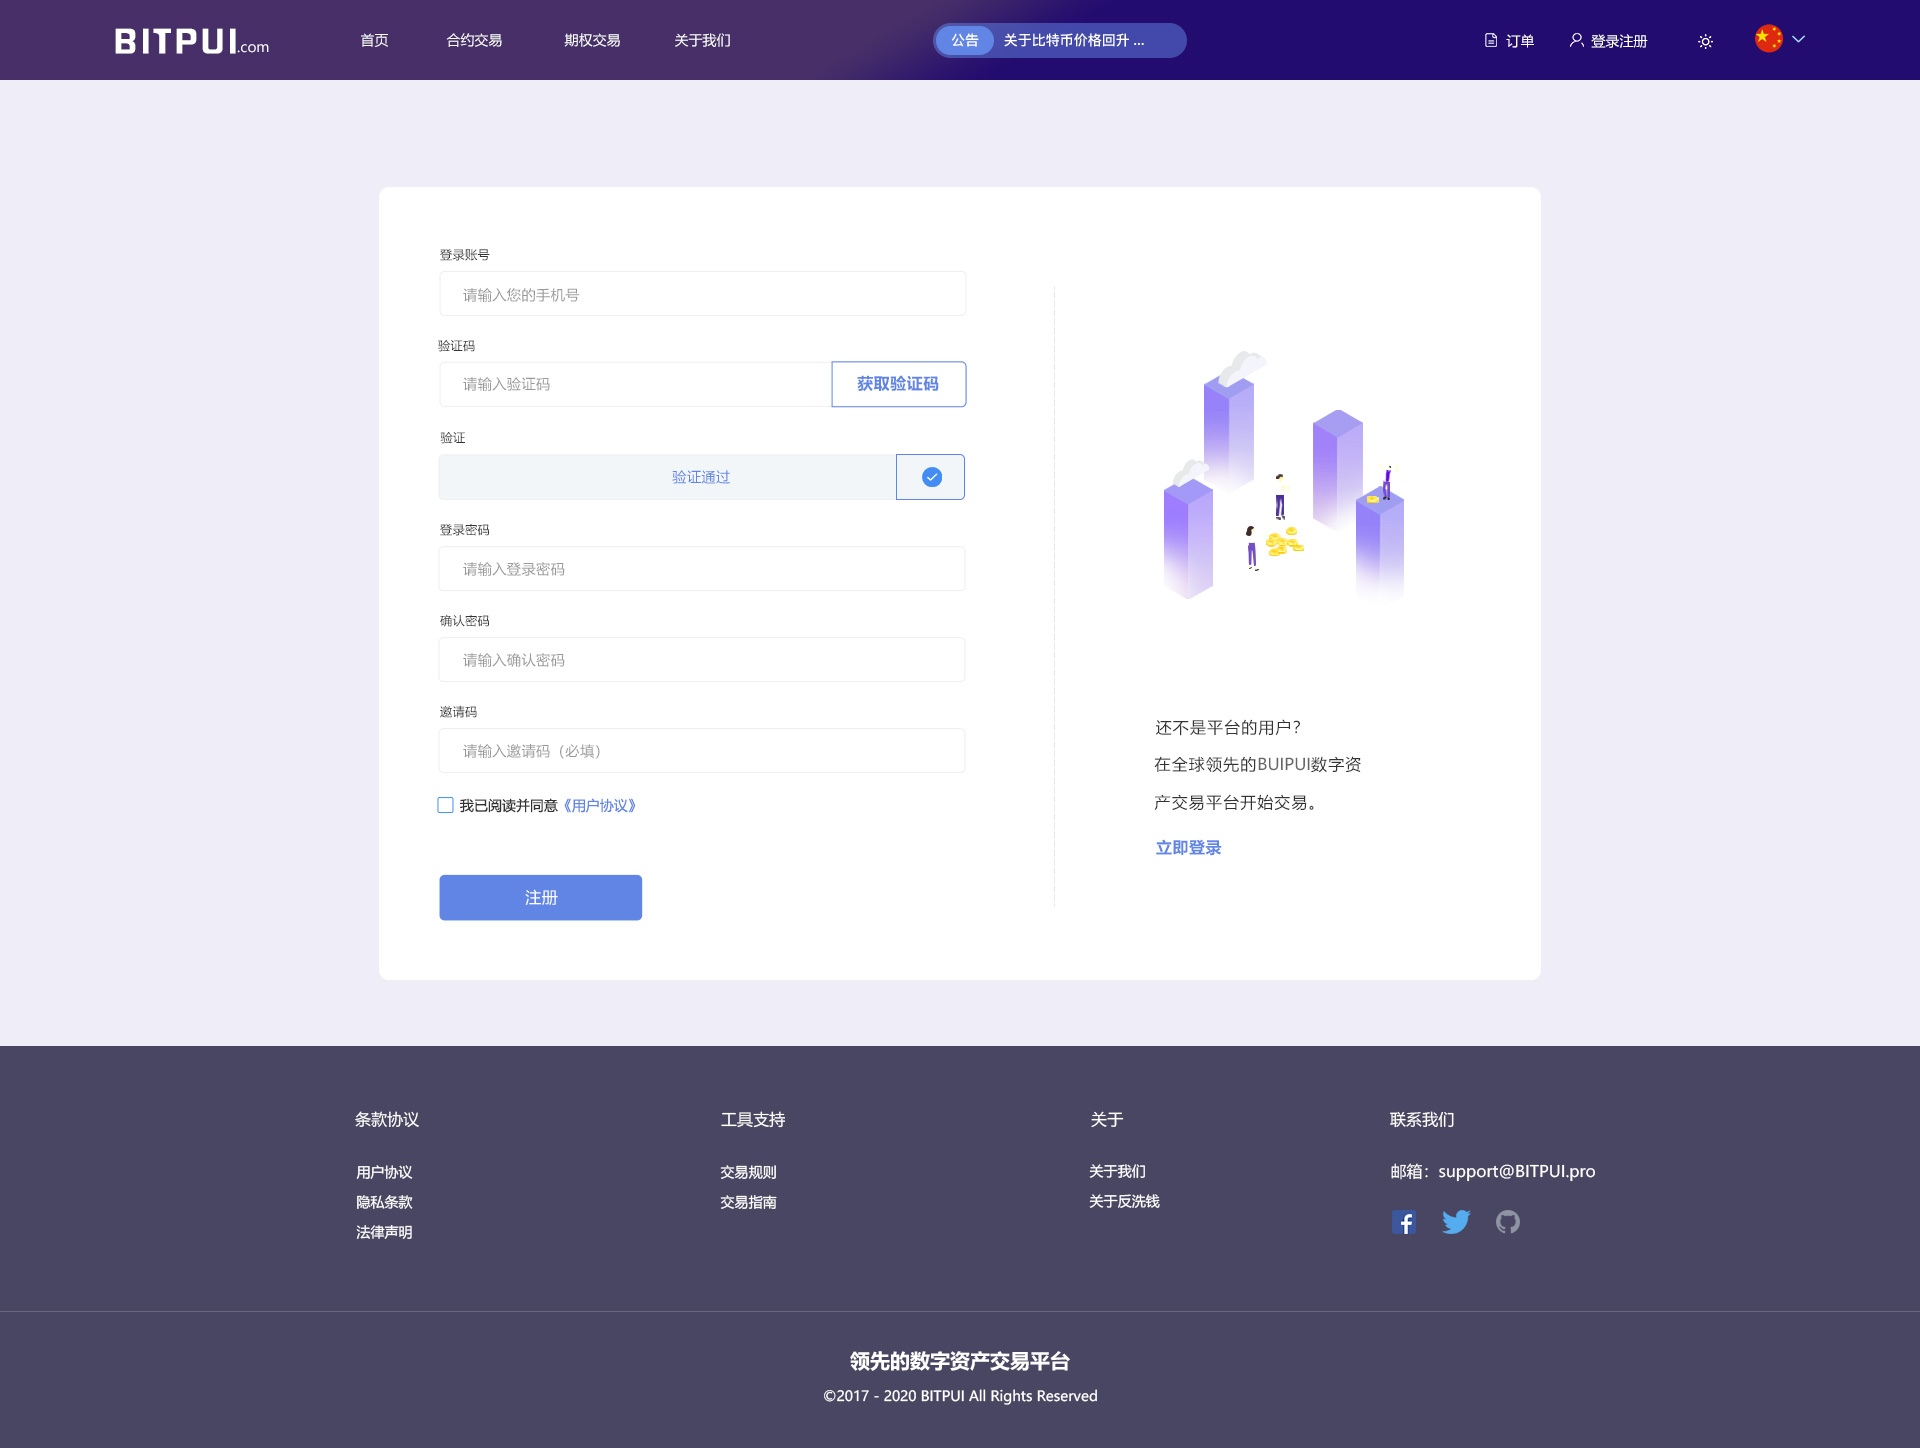 BITPUI.com
首页
合约交易
期权交易
关于我们
公告
关于比特币价格回升 ...
订单
登录注册
登录账号
请输入您的手机号
验证码
请输入验证码
获取验证码
验证
验证通过
登录密码
请输入登录密码
确认密码
请输入确认密码
邀请码
请输入邀请码（必填）
我已阅读并同意《用户协议》
注册
还不是平台的用户？
在全球领先的BUIPUI数字资
产交易平台开始交易。
立即登录
条款协议
用户协议
隐私条款
法律声明
工具支持
交易规则
交易指南
关于
关于我们
关于反洗钱
联系我们
邮箱：support@BITPUI.pro
领先的数字资产交易平台
©2017 - 2020 BITPUI All Rights Reserved